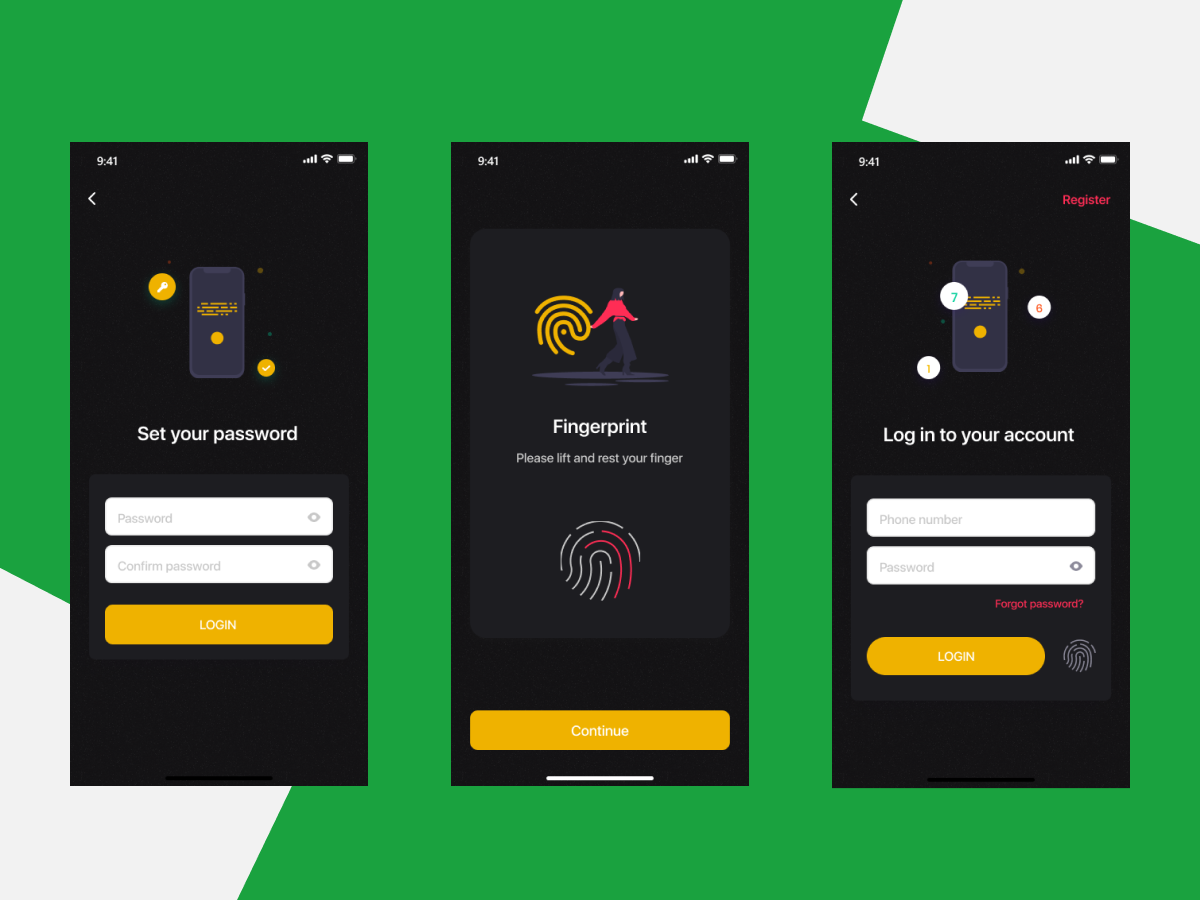 9:41
Set your password
Password
Confirm password
LOGIN
9:41
Fingerprint
Please lift and rest your finger
Continue
9:41
Register
7
6
1
Log in to your account
Phone number
Password
Forgot password?
LOGIN